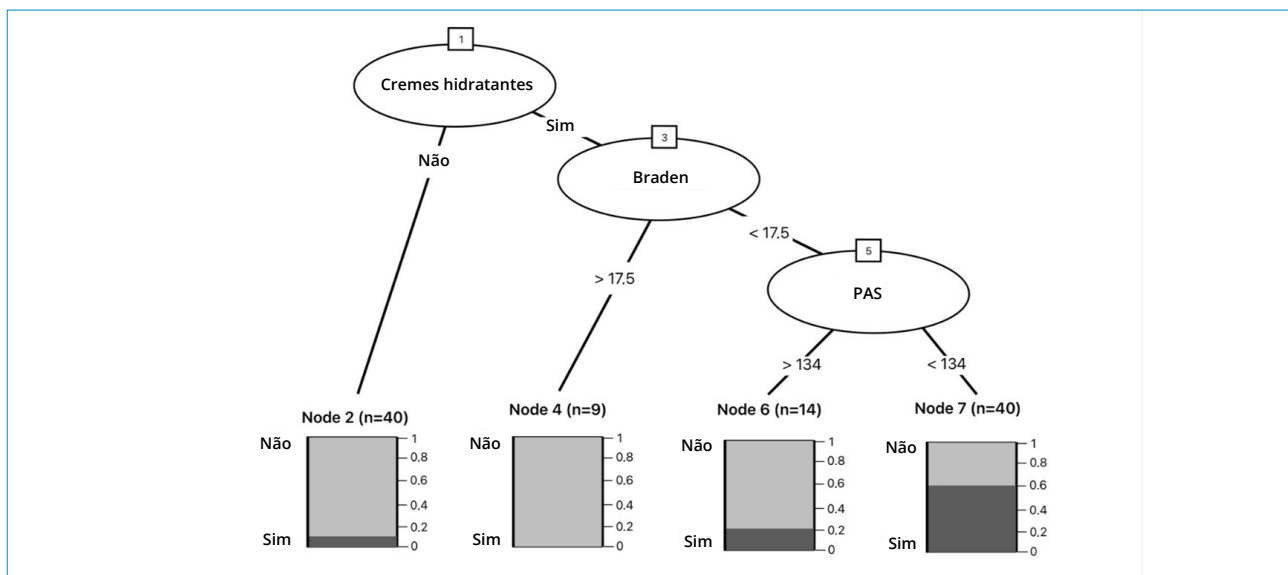 1
Cremes hidratantes
Sim
Não
3
Braden
< 17.5
> 17.5
5
PAS
> 134
< 134
Node 2 (n=40)
Não
Sim
1
0.8
0.6
0.4
0.2
0
Node 4 (n=9)
Não
Sim
1
0.8
0.6
0.4
0.2
0
Node 6 (n=14)
Não
Sim
1
0.8
0.6
0.4
0.2
0
Node 7 (n=40)
Não
Sim
1
0.8
0.6
0.4
0.2
0